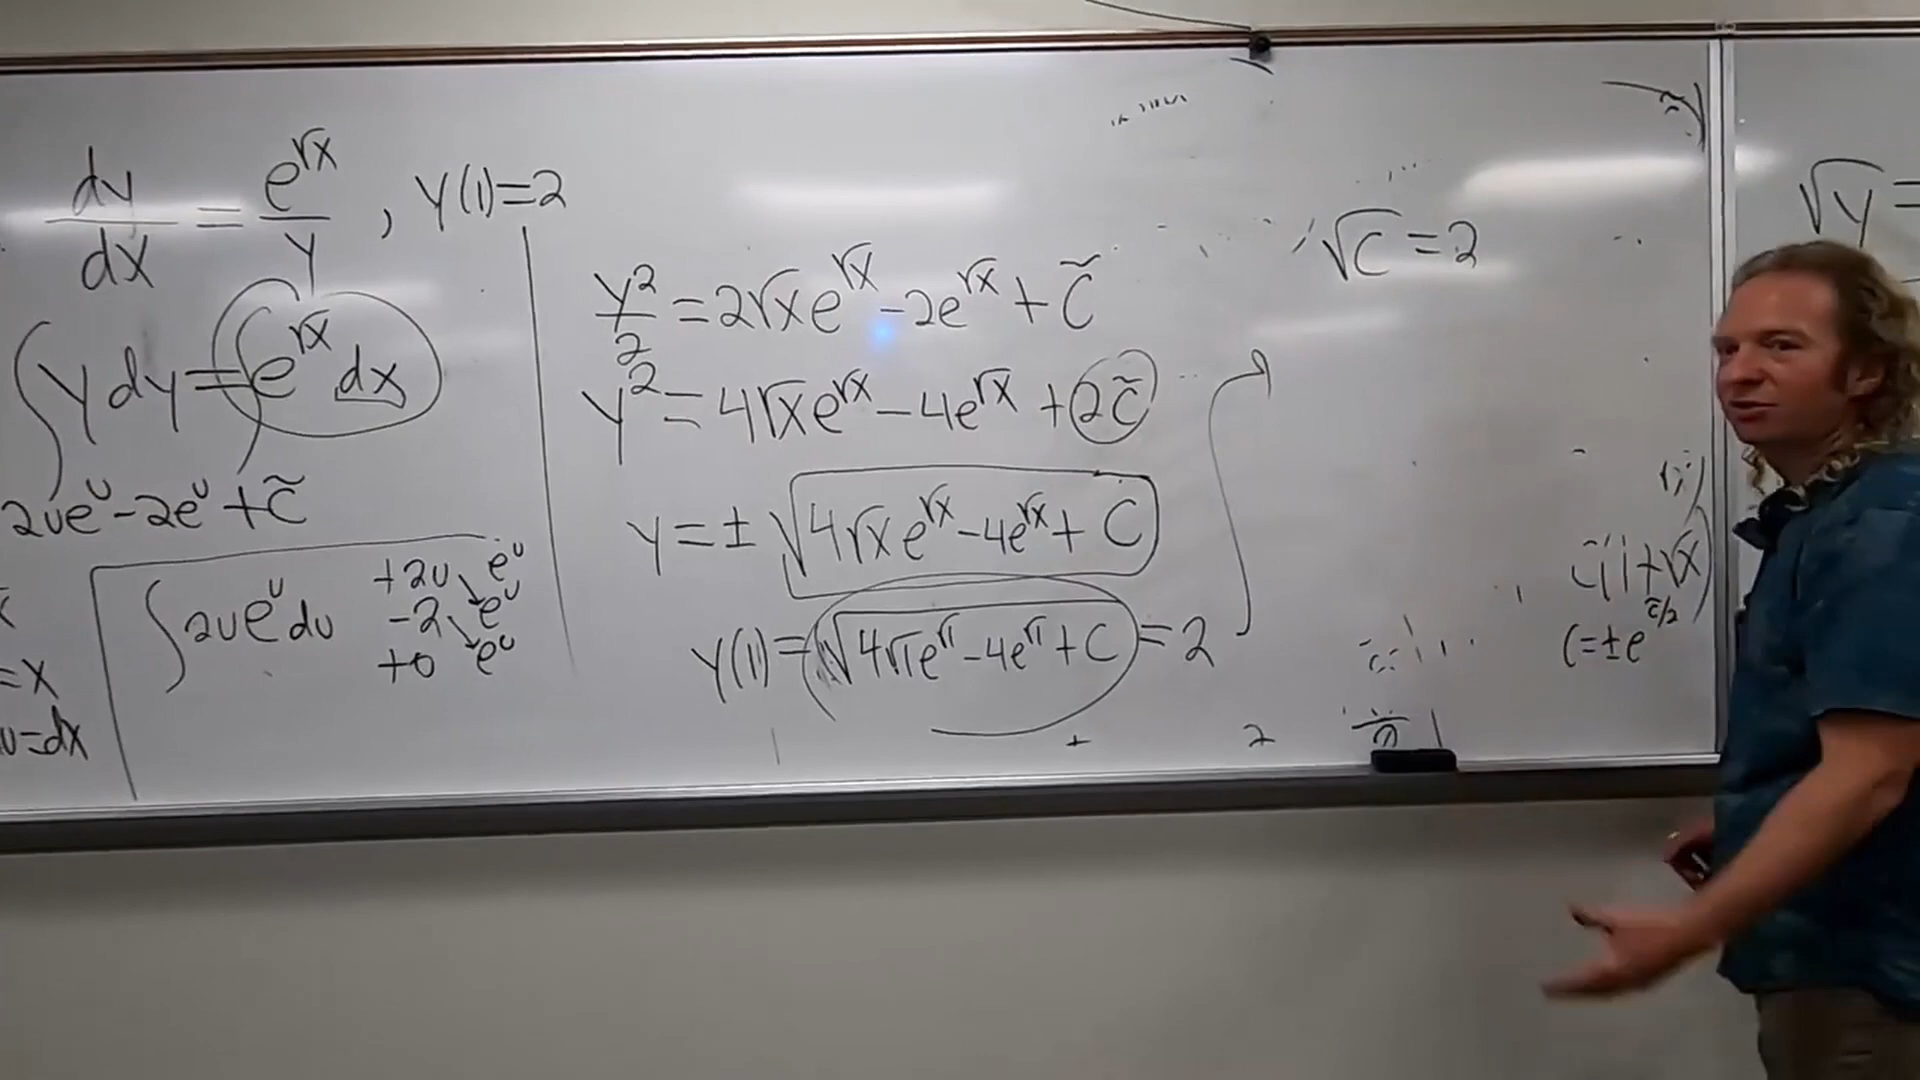 dy/dx = e^√x/y , y(1)=2
∫ y dy = e^√x dx
2ue^u - 2e^u + c̃
∫ 2ue^u du
+2u e^u
-2 e^u
+0 e^u
=x
u=dx
y²/2 = 2√x e^√x - 2e^√x + c̃
y² = 4√x e^√x - 4e^√x + 2c̃
y = ± √(4√x e^√x - 4e^√x + C)
y(1) = √(4√1 e^√1 - 4e^√1 + C) = 2
√C = 2
+√x
C=±e^(c̃/2)
√y =